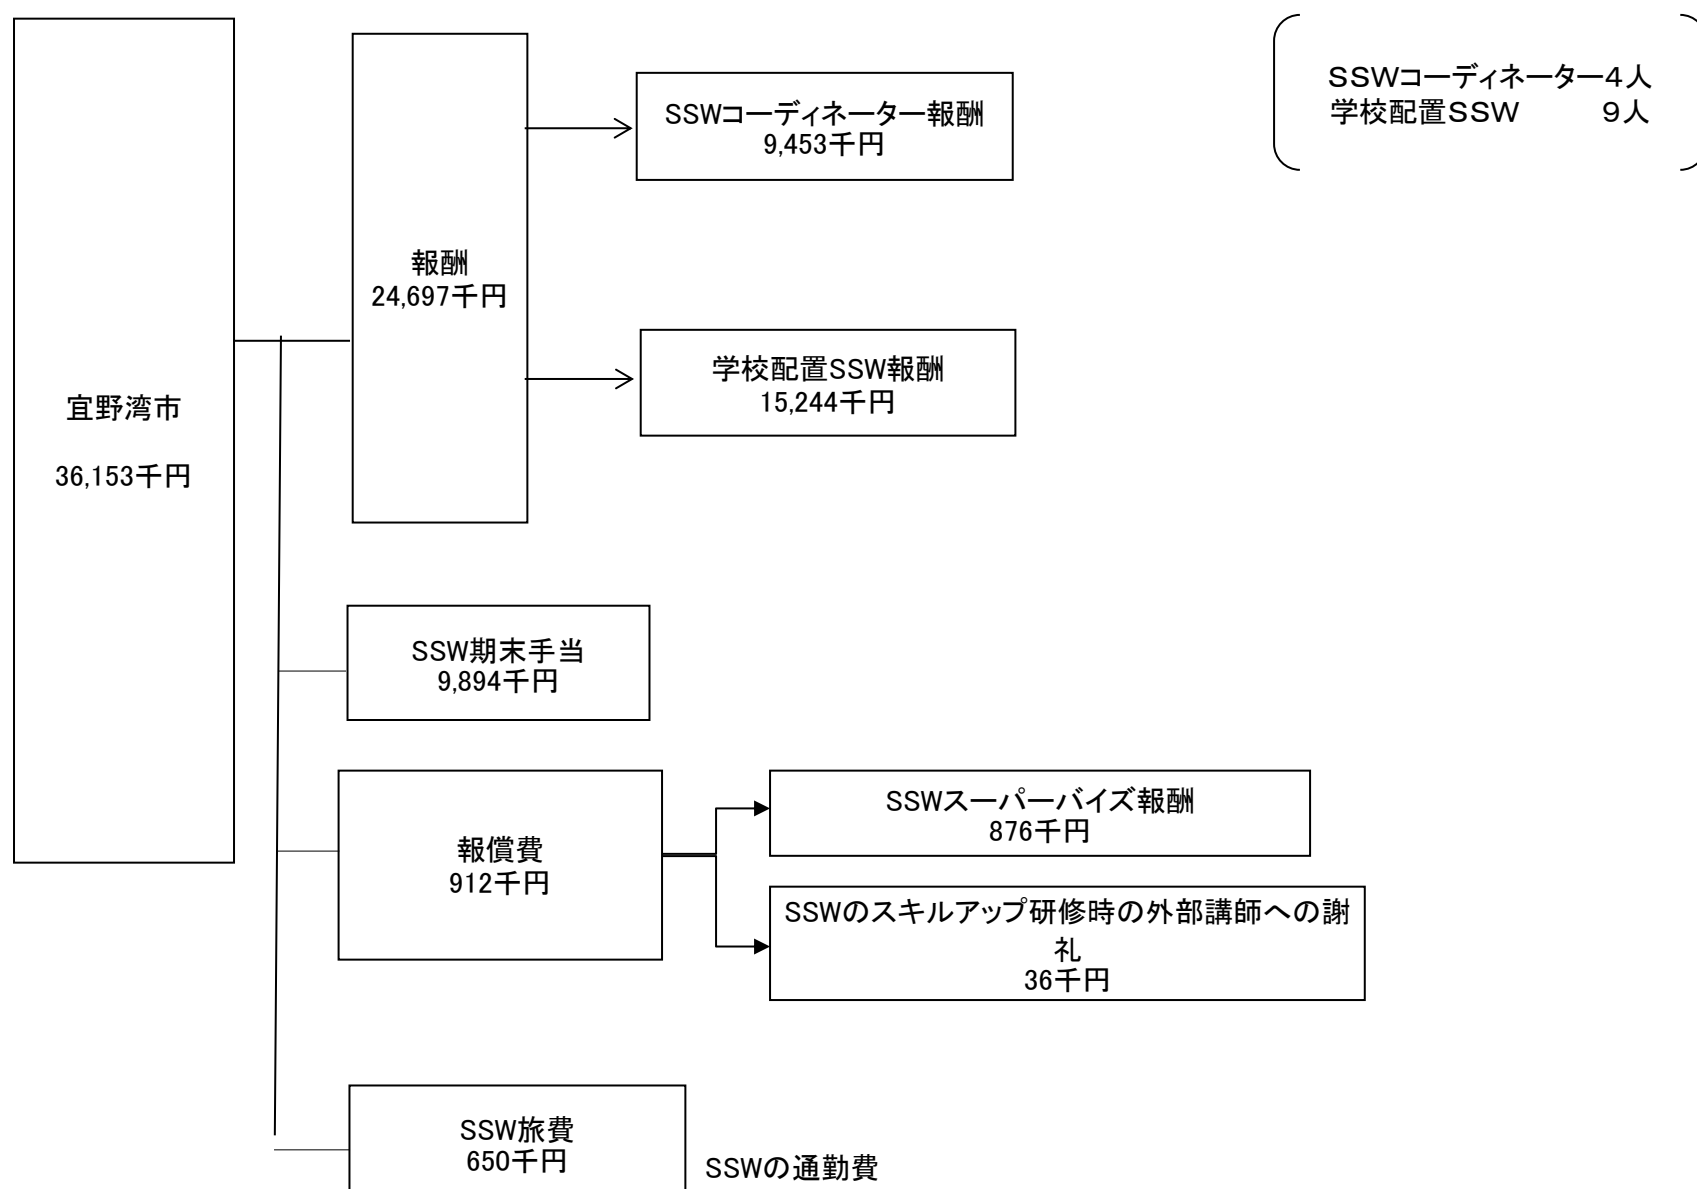 SSWコーディネーター4人
学校配置SSW　　　9人
SSWコーディネーター報酬
9,453千円
報酬
24,697千円
学校配置SSW報酬
15,244千円
宜野湾市
36,153千円
SSW期末手当
9,894千円
報償費
912千円
SSWスーパーバイズ報酬
876千円
SSWのスキルアップ研修時の外部講師への謝
礼
36千円
SSW旅費
650千円
SSWの通勤費